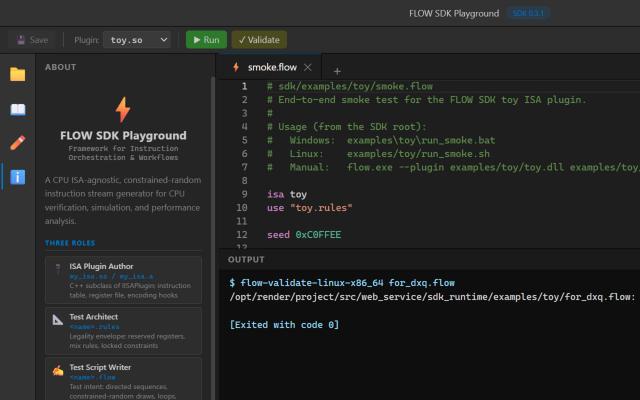 FLOW SDK Playground SDK 0.3.1
Save Plugin: toy.so Run Validate
ABOUT
FLOW SDK Playground
Framework for Instruction
Orchestration & Workflows
A CPU ISA-agnostic, constrained-random
instruction stream generator for CPU
verification, simulation, and performance
analysis.
THREE ROLES
ISA Plugin Author
my_isa.so / my_isa.a
C++ subclass of IISAPlugin: instruction
table, register file, encoding hooks
Test Architect
<name>.rules
Legality envelope: reserved registers,
mix rules, locked constraints
Test Script Writer
<name>.flow
Test intent: directed sequences,
constrained-random draws, loops,
smoke.flow
1 # sdk/examples/toy/smoke.flow
2 # End-to-end smoke test for the FLOW SDK toy ISA plugin.
3 #
4 # Usage (from the SDK root):
5 #   Windows:  examples\toy\run_smoke.bat
6 #   Linux:    examples/toy/run_smoke.sh
7 #   Manual:   flow.exe --plugin examples/toy/toy.dll examples/toy,
8
9 isa toy
10 use "toy.rules"
11
12 seed 0xC0FFEE
13
OUTPUT
$ flow-validate-linux-x86_64 for_dxq.flow
/opt/render/project/src/web_service/sdk_runtime/examples/toy/for_dxq.flow:
[Exited with code 0]